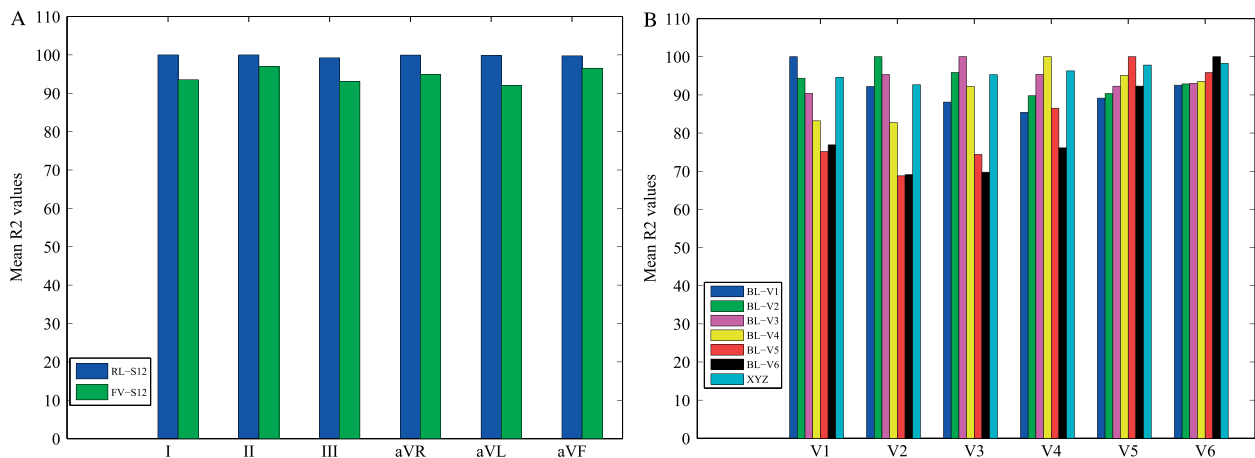 A
110
100
90
80
70
60
50
40
30
20
10
0
Mean R2 values
RL−S12
FV−S12
I II III aVR aVL aVF
B
110
100
90
80
70
60
50
40
30
20
10
0
Mean R2 values
BL−V1
BL−V2
BL−V3
BL−V4
BL−V5
BL−V6
XYZ
V1 V2 V3 V4 V5 V6